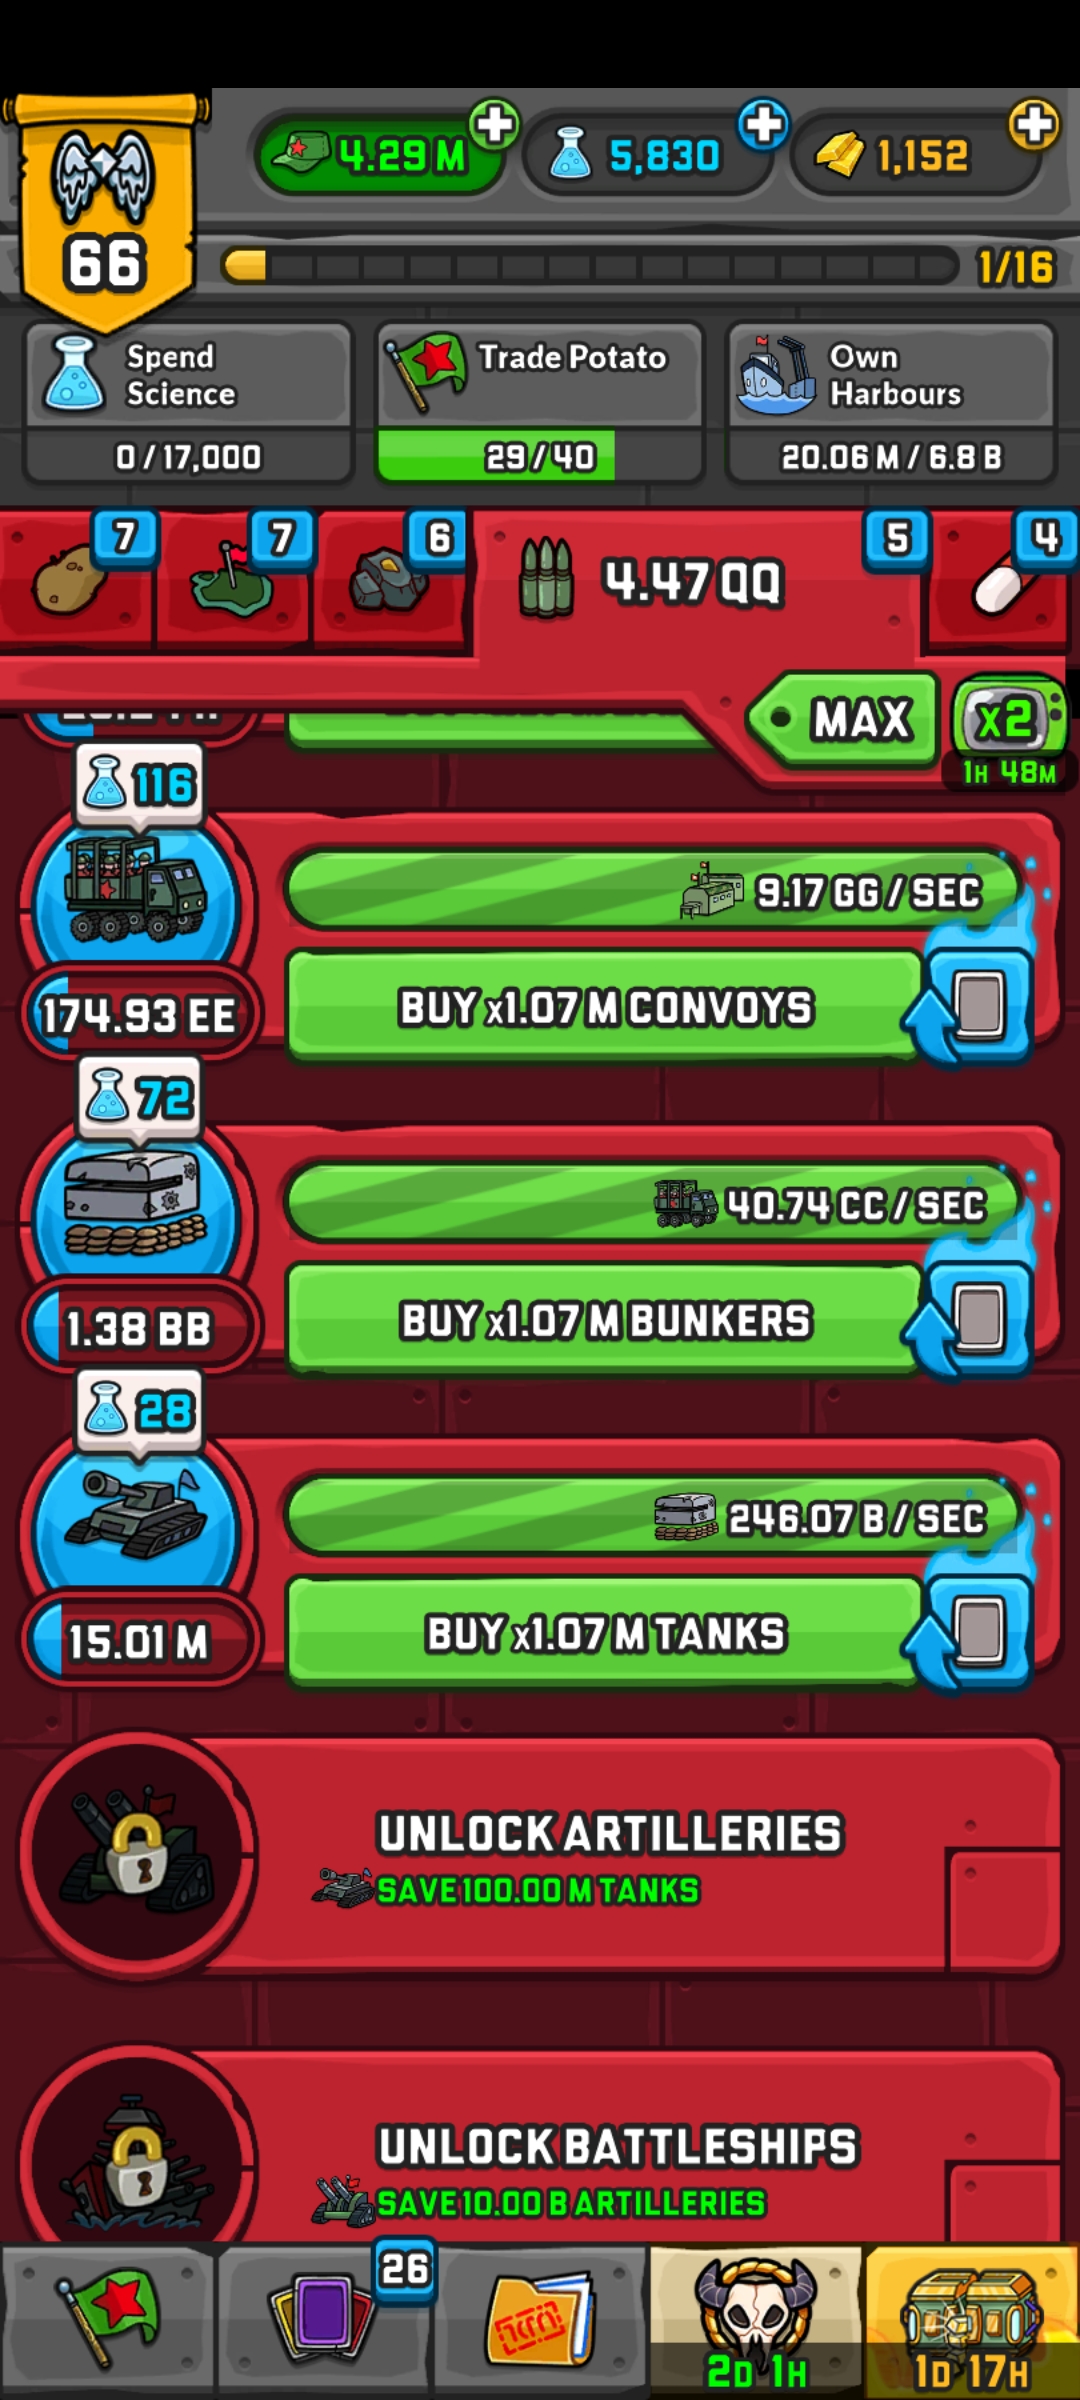 4.29 M
5,830
1,152
66
1/16
Spend
Science
0 / 17,000
Trade Potato
29 / 40
Own
Harbours
20.06 M / 6.8 B
7
7
6
4.47 QQ
5
4
MAX
x2
1H 48M
116
9.17 GG / SEC
174.93 EE
BUY x1.07 M CONVOYS
72
40.74 CC / SEC
1.38 BB
BUY x1.07 M BUNKERS
28
246.07 B / SEC
15.01 M
BUY x1.07 M TANKS
UNLOCK ARTILLERIES
SAVE 100.00 M TANKS
UNLOCK BATTLESHIPS
SAVE 10.00 B ARTILLERIES
26
2D 1H
1D 17H